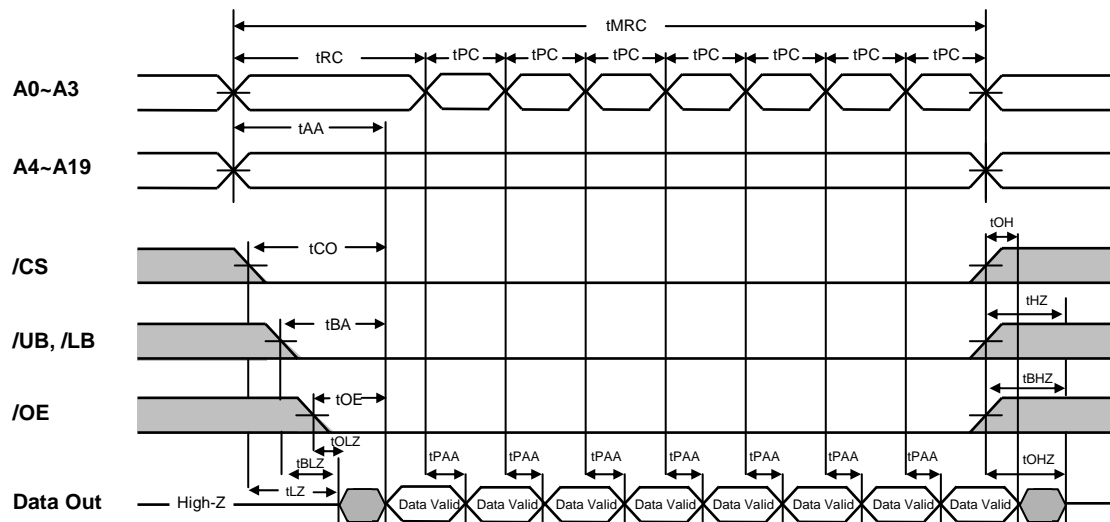 tMRC
tRC tPC tPC tPC tPC tPC tPC tPC
A0~A3
tAA
A4~A19
tOH
tCO
/CS
tHZ
tBA
/UB, /LB
tBHZ
tOE
/OE
tOLZ
tPAA tPAA tPAA tPAA tPAA tPAA tPAA
tBLZ tOHZ
tLZ
Data Out High-Z Data Valid Data Valid Data Valid Data Valid Data Valid Data Valid Data Valid Data Valid